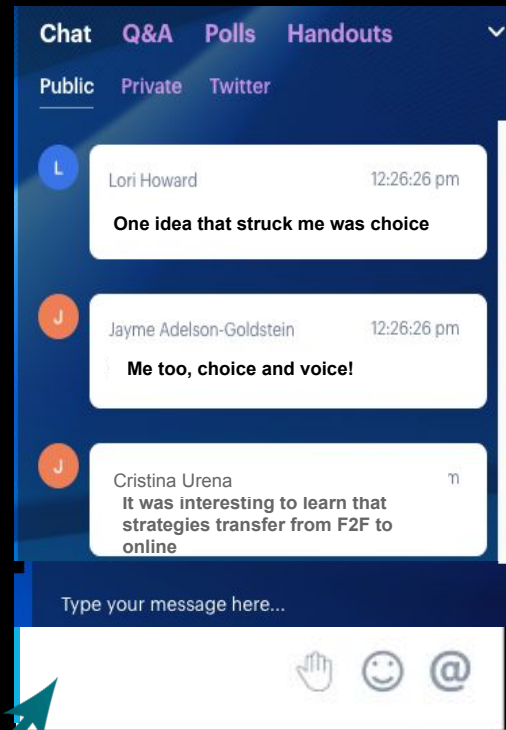 Chat Q&A Polls Handouts
Public Private Twitter
L
Lori Howard 12:26:26 pm
One idea that struck me was choice
J
Jayme Adelson-Goldstein 12:26:26 pm
Me too, choice and voice!
J
Cristina Urena
It was interesting to learn that
strategies transfer from F2F to
online
Type your message here...
@